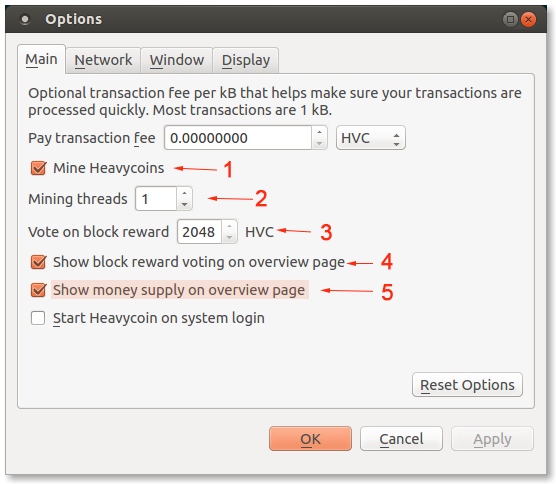 Options
Main Network Window Display
Optional transaction fee per kB that helps make sure your transactions are
processed quickly. Most transactions are 1 kB.
Pay transaction fee 0.00000000 HVC
Mine Heavycoins 1
Mining threads 1 2
Vote on block reward 2048 HVC 3
Show block reward voting on overview page 4
Show money supply on overview page 5
Start Heavycoin on system login
Reset Options
OK Cancel Apply